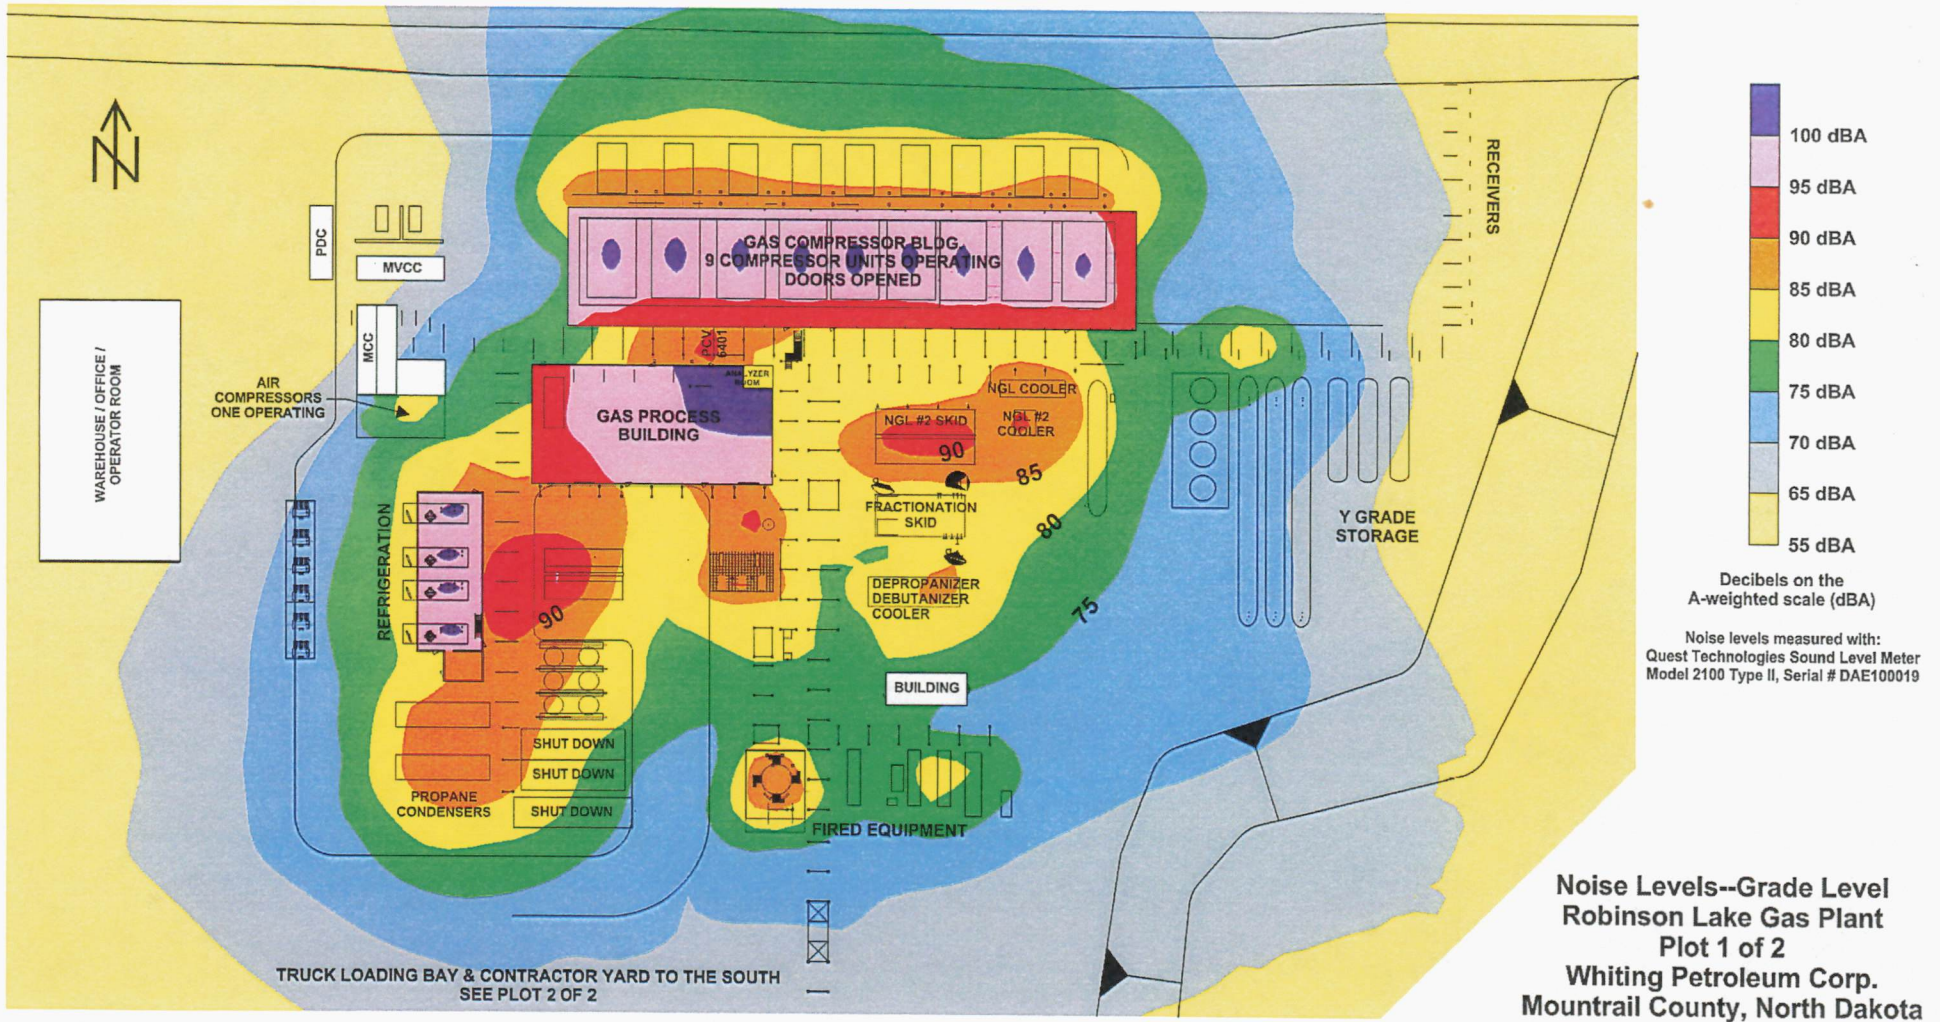 N
PDC
MVCC
MCC
WAREHOUSE / OFFICE /
OPERATOR ROOM
AIR
COMPRESSORS
ONE OPERATING
GAS COMPRESSOR BLDG.
9 COMPRESSOR UNITS OPERATING
DOORS OPENED
PCV
6401
ANALYZER
ROOM
GAS PROCESS
BUILDING
NGL COOLER
NGL #2 SKID
NGL #2
COOLER
90
85
80
75
FRACTIONATION
SKID
DEPROPANIZER
DEBUTANIZER
COOLER
REFRIGERATION
90
BUILDING
SHUT DOWN
SHUT DOWN
SHUT DOWN
PROPANE
CONDENSERS
FIRED EQUIPMENT
RECEIVERS
Y GRADE
STORAGE
TRUCK LOADING BAY & CONTRACTOR YARD TO THE SOUTH
SEE PLOT 2 OF 2
100 dBA
95 dBA
90 dBA
85 dBA
80 dBA
75 dBA
70 dBA
65 dBA
55 dBA
Decibels on the
A-weighted scale (dBA)
Noise levels measured with:
Quest Technologies Sound Level Meter
Model 2100 Type II, Serial # DAE100019
Noise Levels--Grade Level
Robinson Lake Gas Plant
Plot 1 of 2
Whiting Petroleum Corp.
Mountrail County, North Dakota